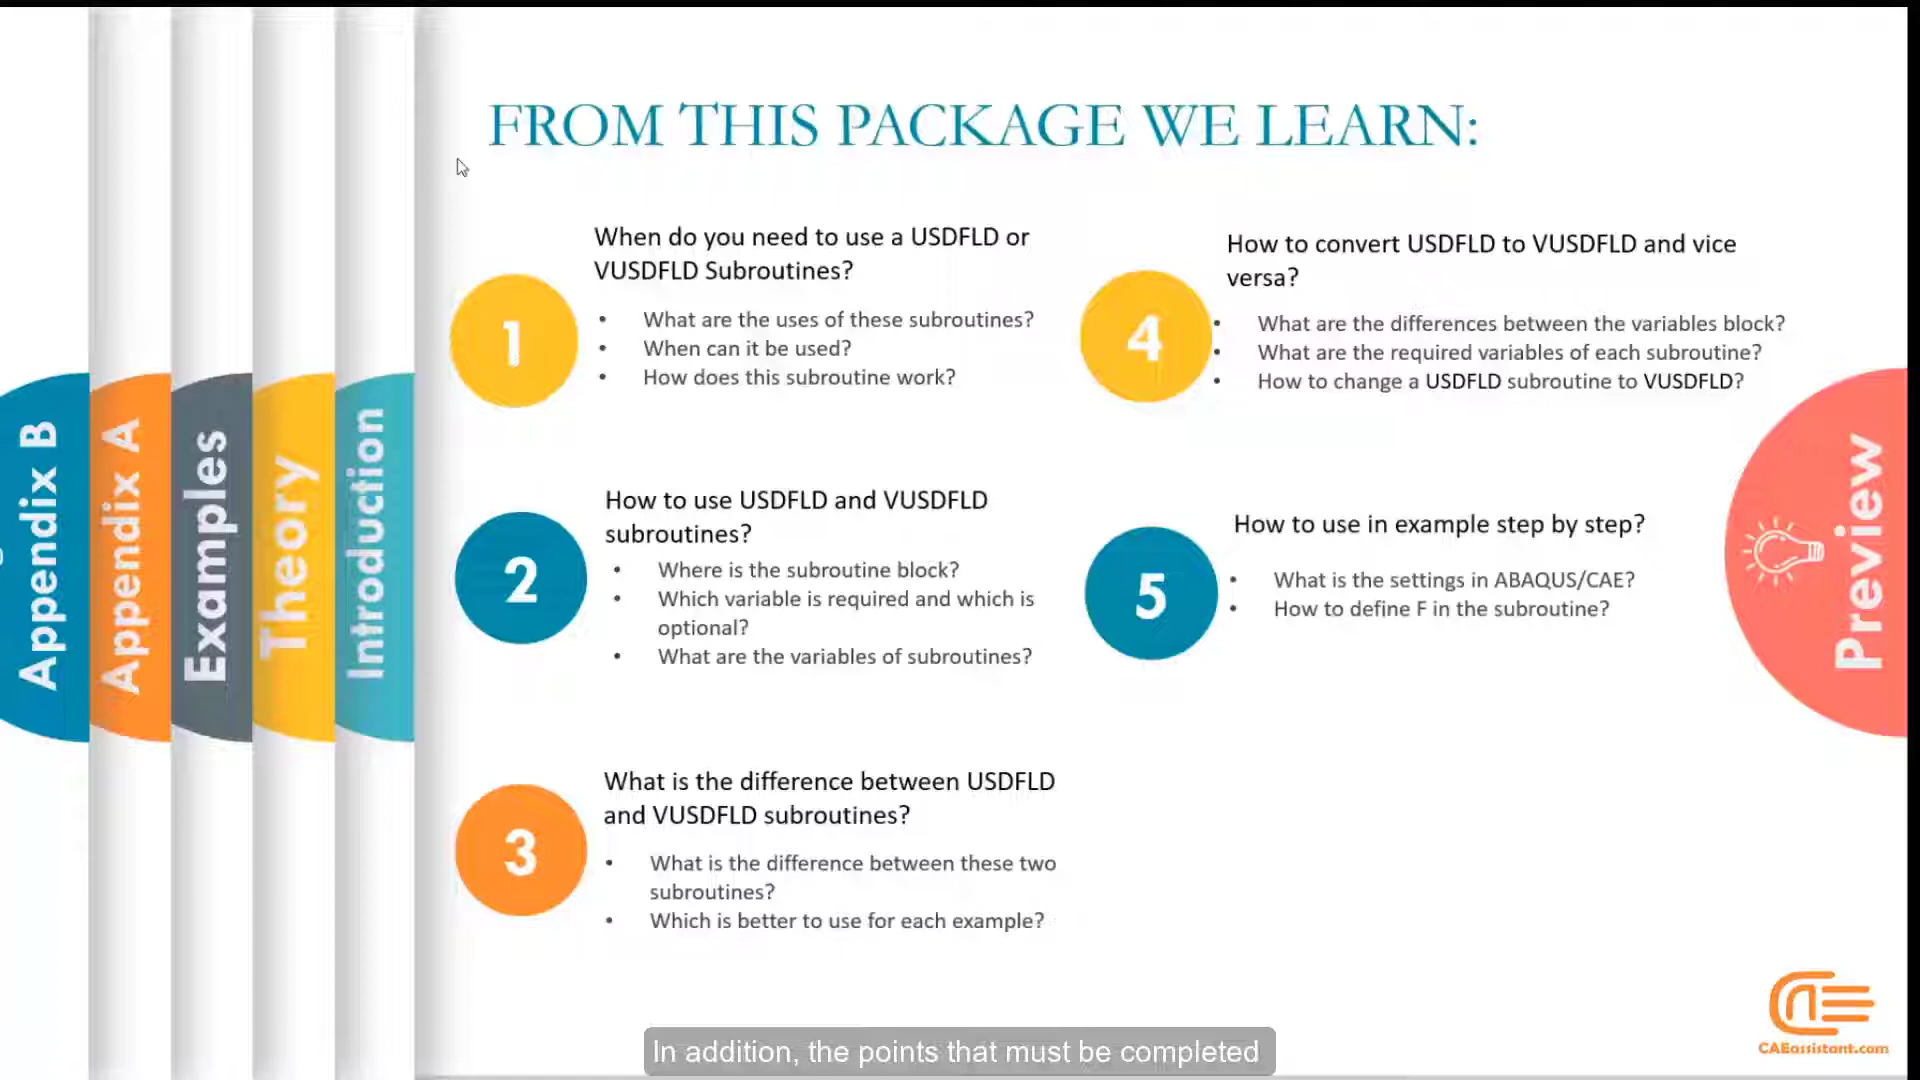 FROM THIS PACKAGE WE LEARN:
1
When do you need to use a USDFLD or
VUSDFLD Subroutines?
• What are the uses of these subroutines?
• When can it be used?
• How does this subroutine work?
2
How to use USDFLD and VUSDFLD
subroutines?
• Where is the subroutine block?
• Which variable is required and which is
optional?
• What are the variables of subroutines?
3
What is the difference between USDFLD
and VUSDFLD subroutines?
• What is the difference between these two
subroutines?
• Which is better to use for each example?
4
How to convert USDFLD to VUSDFLD and vice
versa?
• What are the differences between the variables block?
• What are the required variables of each subroutine?
• How to change a USDFLD subroutine to VUSDFLD?
5
How to use in example step by step?
• What is the settings in ABAQUS/CAE?
• How to define F in the subroutine?
Appendix B
Appendix A
Examples
Theory
Introduction
Preview
CAEassistant.com
In addition, the points that must be completed